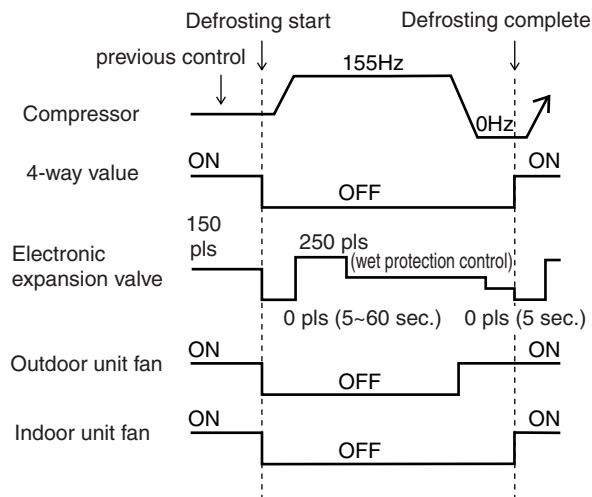 Defrosting start
Defrosting complete
previous control
155Hz
Compressor
0Hz
ON
ON
4-way value
OFF
150
pls
250 pls
(wet protection control)
Electronic
expansion valve
0 pls (5~60 sec.)
0 pls (5 sec.)
ON
ON
Outdoor unit fan
OFF
ON
ON
Indoor unit fan
OFF